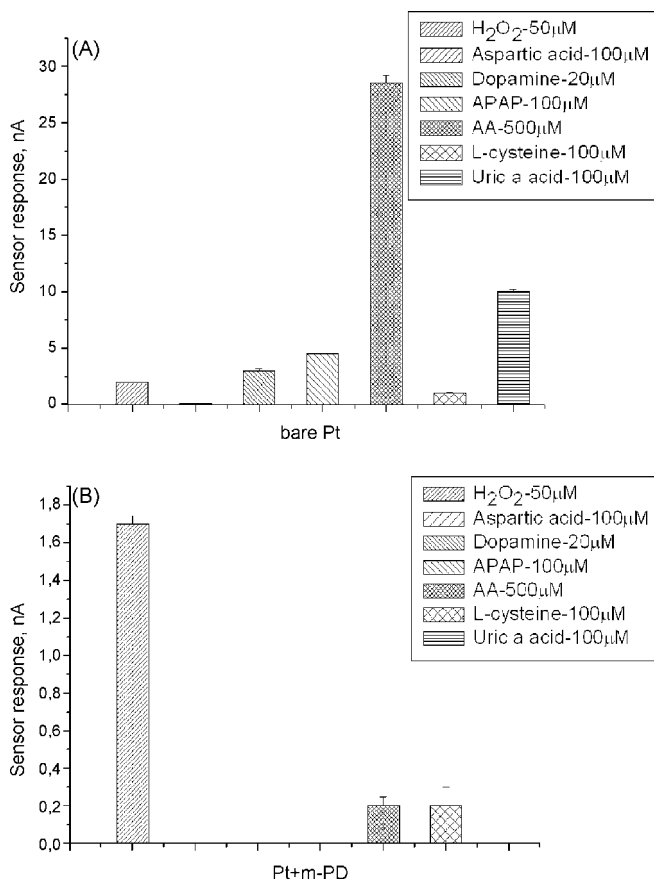 (A)
H₂O₂-50μM
Aspartic acid-100μM
Dopamine-20μM
APAP-100μM
AA-500μM
L-cysteine-100μM
Uric a acid-100μM
30
25
20
15
10
5
0
Sensor response, nA
bare Pt
(B)
H₂O₂-50μM
Aspartic acid-100μM
Dopamine-20μM
APAP-100μM
AA-500μM
L-cysteine-100μM
Uric a acid-100μM
1,8
1,6
1,4
1,2
1,0
0,8
0,6
0,4
0,2
0,0
Sensor response, nA
Pt+m-PD